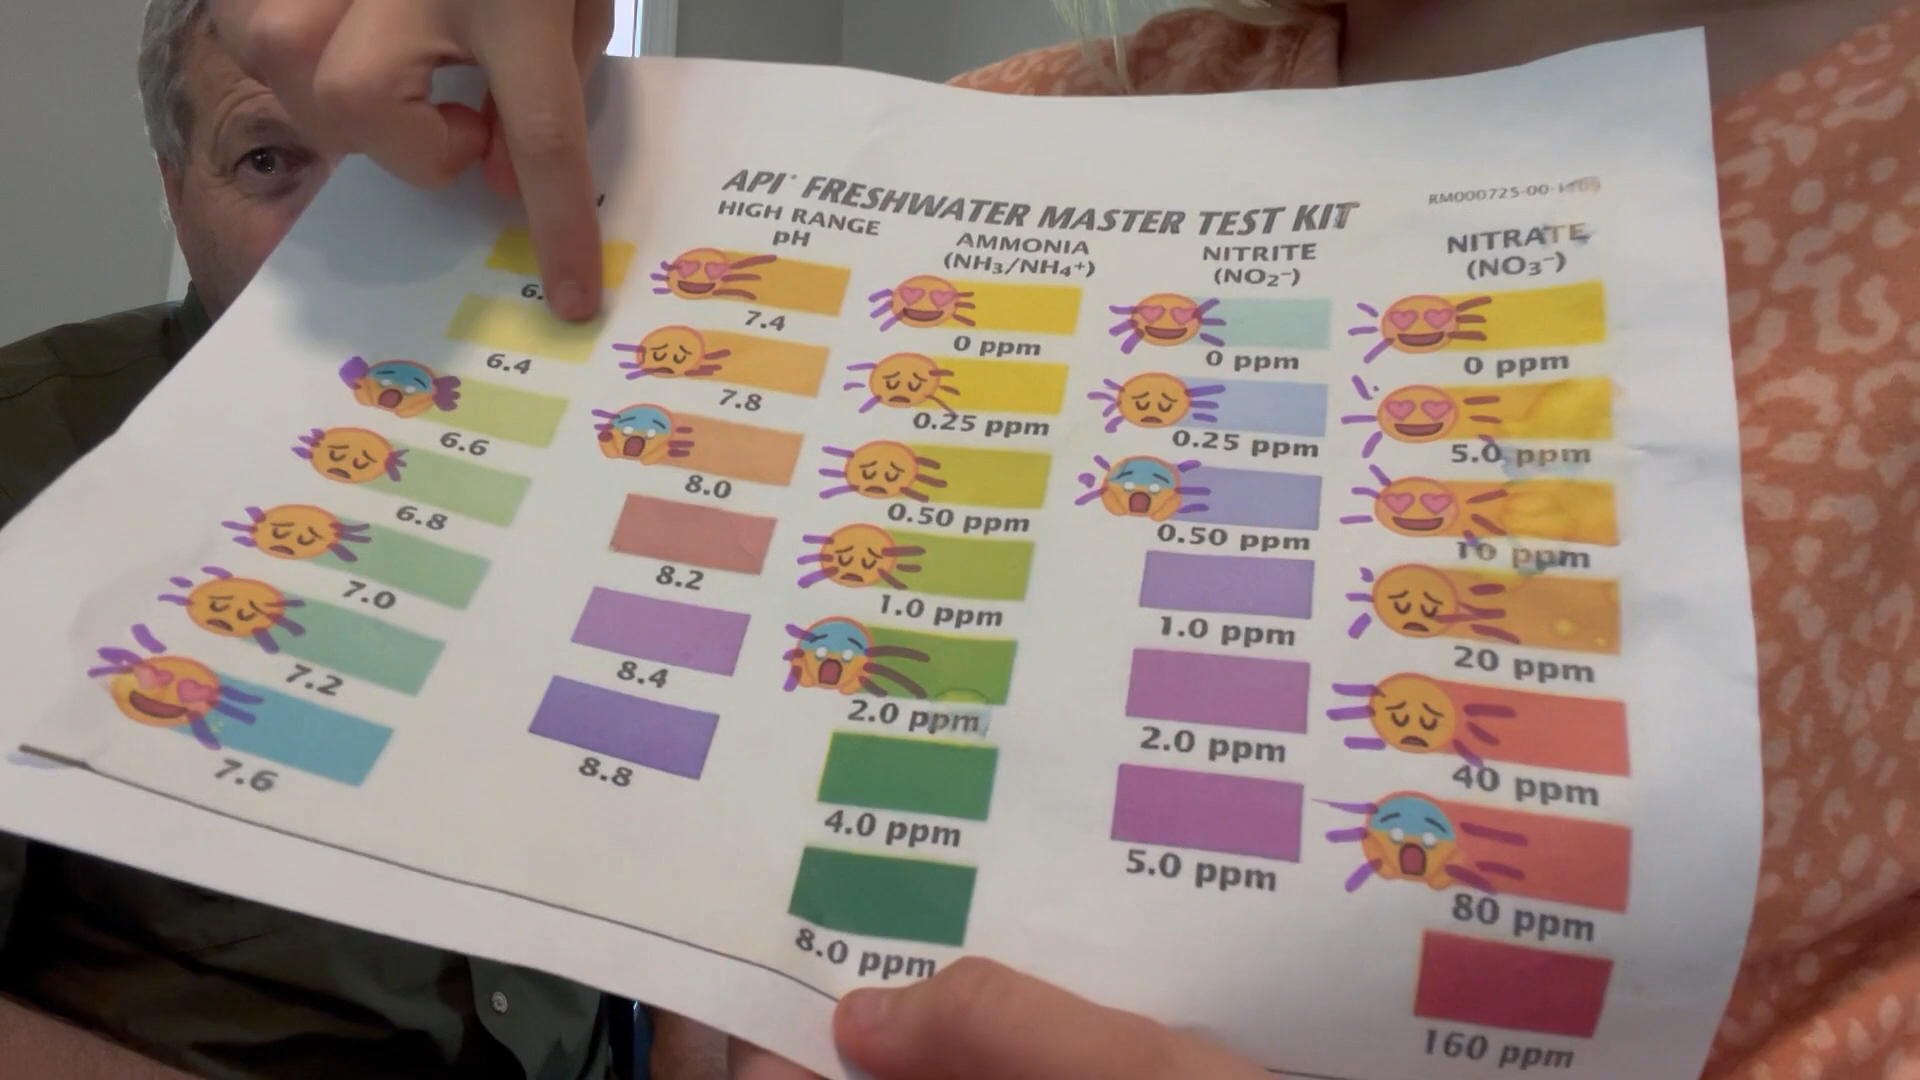 API FRESHWATER MASTER TEST KIT
RM000725-00-
6.4
6.6
6.8
7.0
7.2
7.6
HIGH RANGE
pH
7.4
7.8
8.0
8.2
8.4
8.8
AMMONIA
(NH3/NH4+)
0 ppm
0.25 ppm
0.50 ppm
1.0 ppm
2.0 ppm
4.0 ppm
8.0 ppm
NITRITE
(NO2-)
0 ppm
0.25 ppm
0.50 ppm
1.0 ppm
2.0 ppm
5.0 ppm
NITRATE
(NO3-)
0 ppm
5.0 ppm
10 ppm
20 ppm
40 ppm
80 ppm
160 ppm